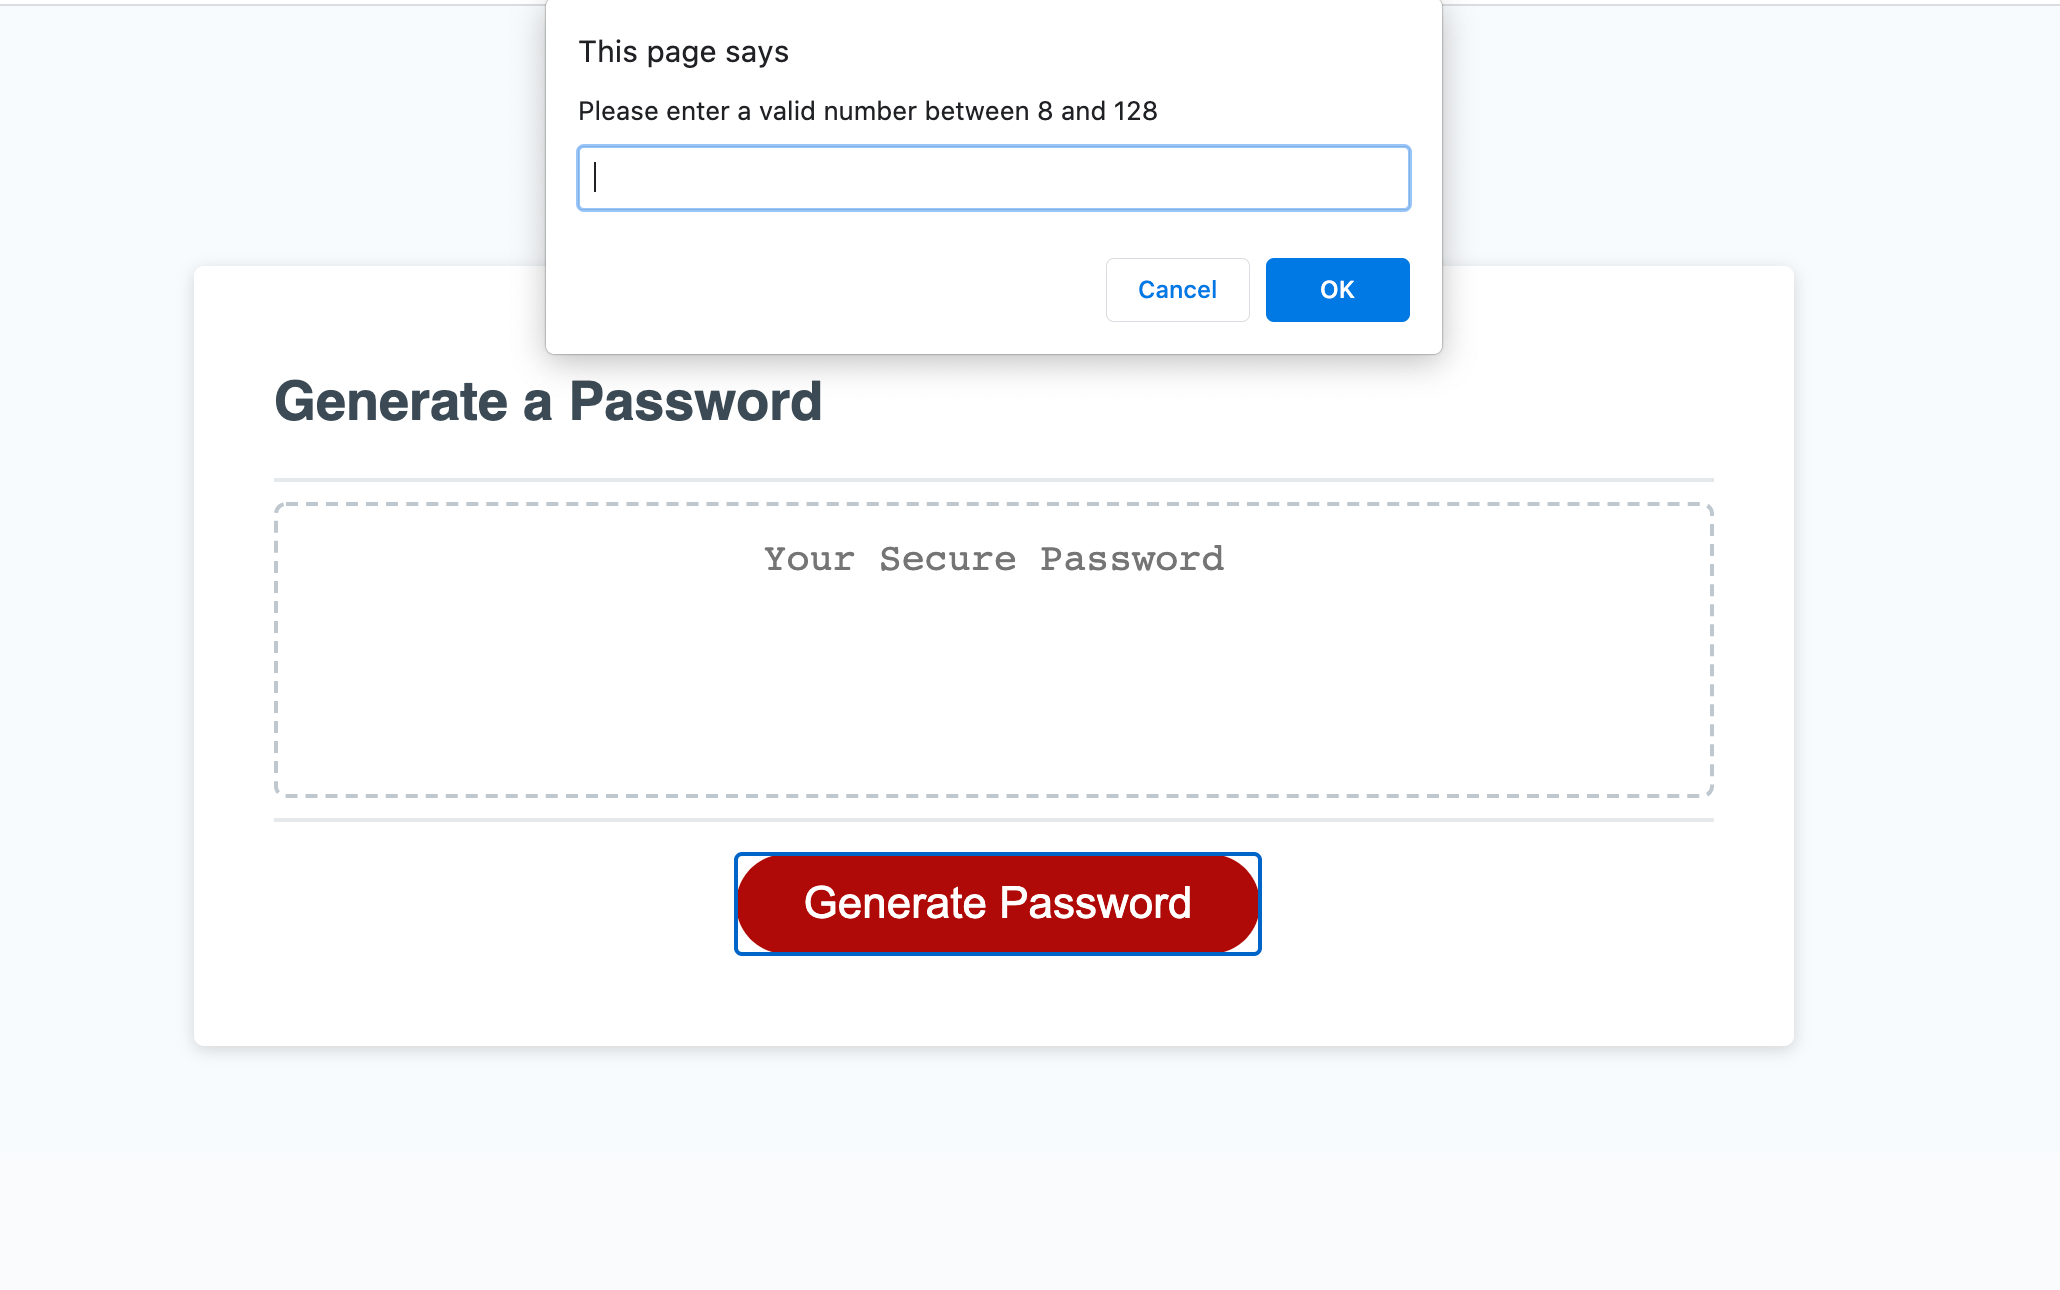 This page says
Please enter a valid number between 8 and 128
Cancel
OK
Generate a Password
Your Secure Password
Generate Password